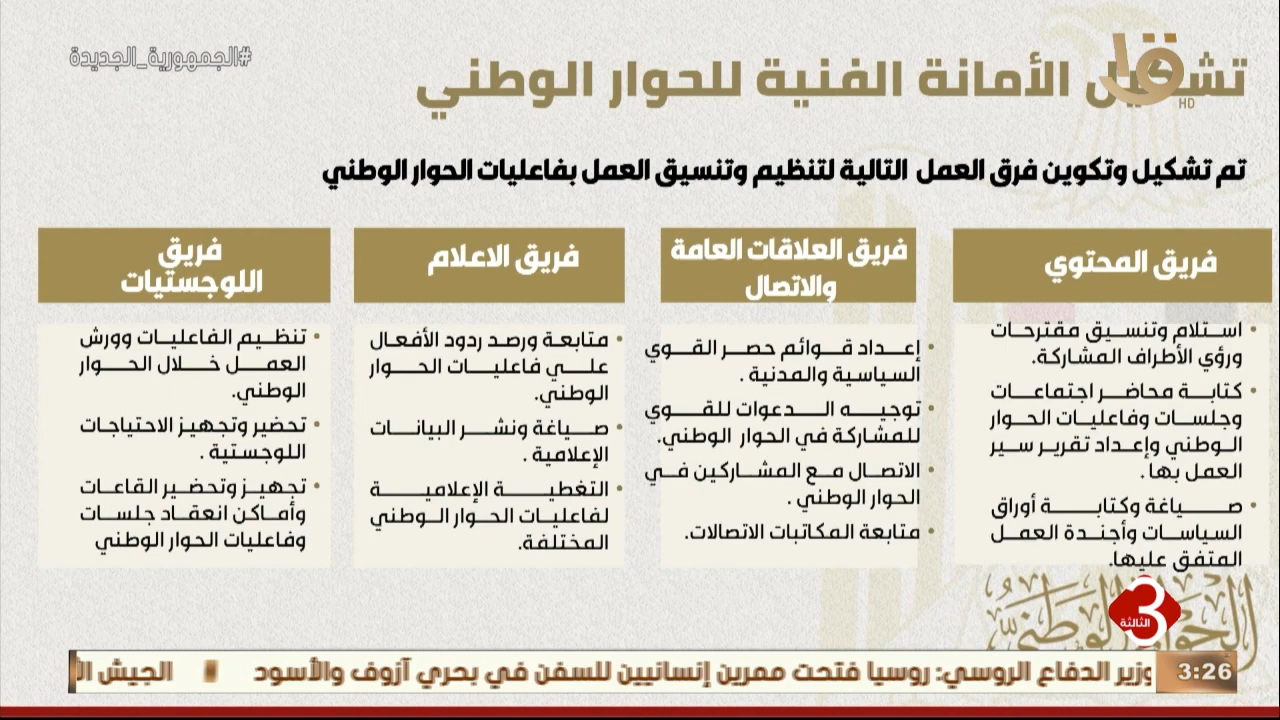 #الجمهورية_الجديدة
HD
تشكيل الأمانة الفنية للحوار الوطني
تم تشكيل وتكوين فرق العمل التالية لتنظيم وتنسيق العمل بفاعليات الحوار الوطني
فريق المحتوي
استلام وتنسيق مقترحات
ورؤي الأطراف المشاركة.
كتابة محاضر اجتماعات
وجلسات وفاعليات الحوار
الوطني وإعداد تقرير سير
العمل بها.
صياغة وكتابة أوراق
السياسات وأجندة العمل
المتفق عليها.
فريق العلاقات العامة
والاتصال
إعداد قوائم حصر القوي
السياسية والمدنية .
توجيه الدعوات للقوي
للمشاركة في الحوار الوطني.
الاتصال مع المشاركين في
الحوار الوطني .
متابعة المكاتبات الاتصالات.
فريق الاعلام
متابعة ورصد ردود الأفعال
علي فاعليات الحوار
الوطني.
صياغة ونشر البيانات
الإعلامية .
التغطية الإعلامية
لفاعليات الحوار الوطني
المختلفة.
فريق
اللوجستيات
تنظيم الفاعليات وورش
العمل خلال الحوار
الوطني.
تحضير وتجهيز الاحتياجات
اللوجستية .
تجهيز وتحضير القاعات
وأماكن انعقاد جلسات
وفاعليات الحوار الوطني
الحوار الوطني
3 الثالثة
3:26
وزير الدفاع الروسي: روسيا فتحت ممرين إنسانيين للسفن في بحري آزوف والأسود
الجيش